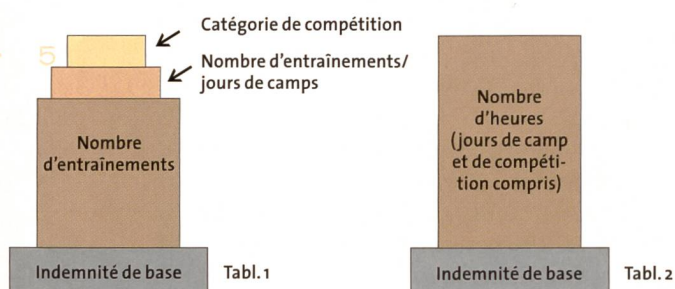 Catégorie de compétition
5
Nombre d'entraînements/
jours de camps
Nombre
d'entraînements
Indemnité de base
Tabl.1
Nombre
d'heures
(jours de camp
et de compéti-
tion compris)
Indemnité de base
Tabl.2